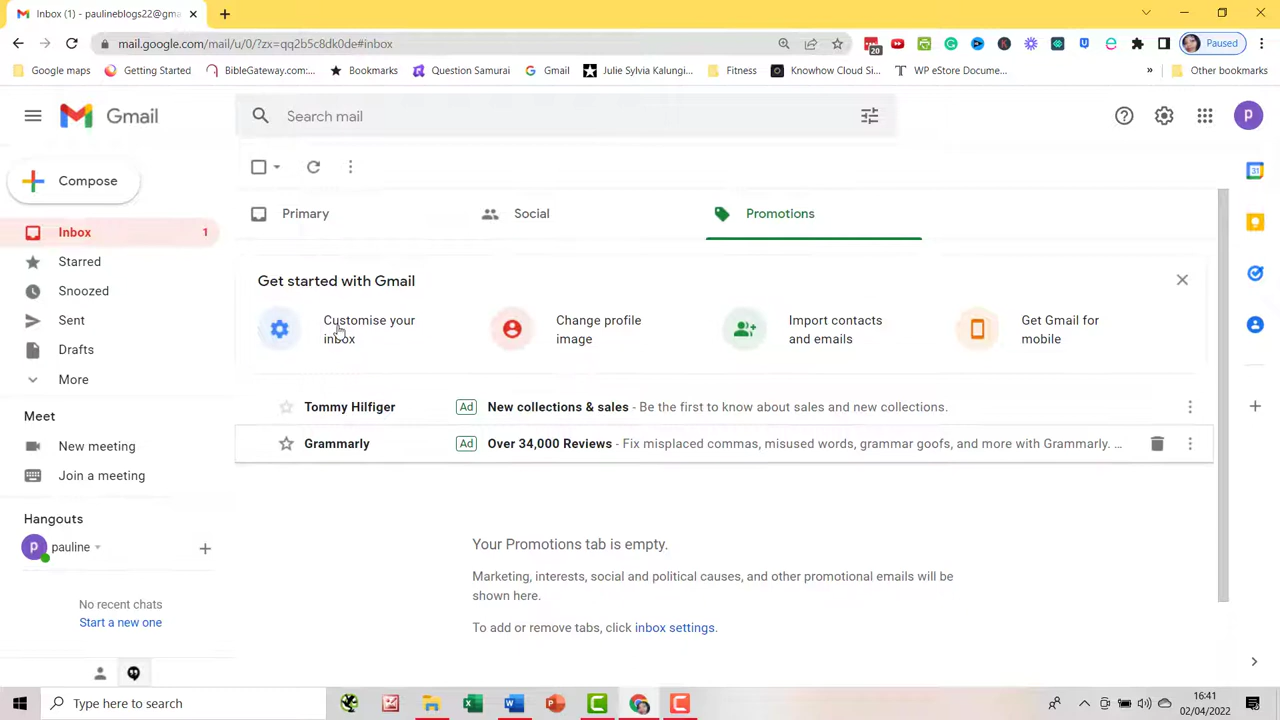 Inbox (1) - paulineblogs22@gmai
mail.google.com/mail/u/0/?zx=qq2b5c8dk0de#inbox
20
Paused
Google maps
Getting Started
BibleGateway.com:...
Bookmarks
Question Samurai
Gmail
Julie Sylvia Kalungi...
Fitness
Knowhow Cloud Si...
WP eStore Docume...
»
Other bookmarks
Gmail
Search mail
p
Compose
Primary
Social
Promotions
Inbox 1
Starred
Snoozed
Sent
Drafts
More
Get started with Gmail
Customise your
inbox
Change profile
image
Import contacts
and emails
Get Gmail for
mobile
Tommy Hilfiger Ad New collections & sales - Be the first to know about sales and new collections.
Grammarly Ad Over 34,000 Reviews - Fix misplaced commas, misused words, grammar goofs, and more with Grammarly. …
Meet
New meeting
Join a meeting
Hangouts
p pauline
No recent chats
Start a new one
Your Promotions tab is empty.
Marketing, interests, social and political causes, and other promotional emails will be
shown here.
To add or remove tabs, click inbox settings.
31
Type here to search
16:41
02/04/2022